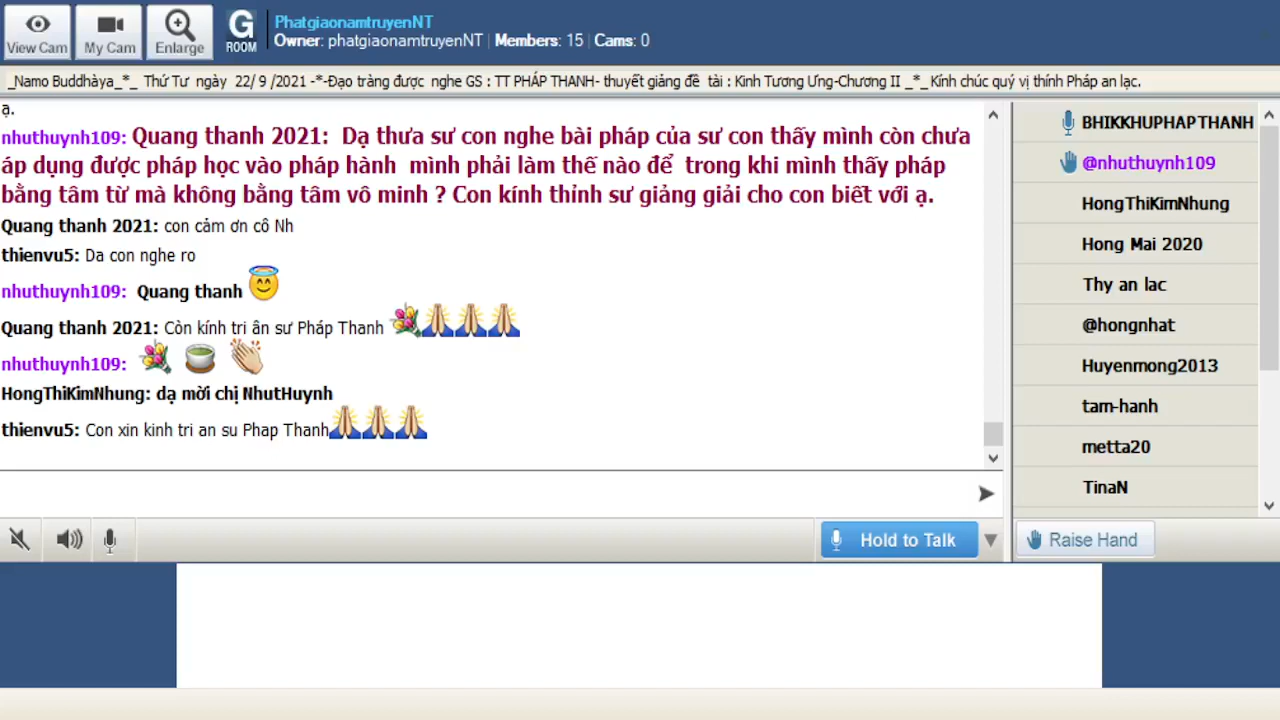 View Cam
My Cam
Enlarge
G
ROOM
PhatgiaonamtruyenNT
Owner: phatgiaonamtruyenNT | Members: 15 | Cams: 0
_Namo Buddhàya_*_ Thứ Tư ngày 22/ 9 /2021 -*-Đạo tràng được nghe GS : TT PHÁP THANH- thuyết giảng đề tài : Kinh Tương Ưng-Chương II _*_Kính chúc quý vị thính Pháp an lạc.
ạ.
nhuthuynh109: Quang thanh 2021: Dạ thưa sư con nghe bài pháp của sư con thấy mình còn chưa
áp dụng được pháp học vào pháp hành mình phải làm thế nào để trong khi mình thấy pháp
bằng tâm từ mà không bằng tâm vô minh ? Con kính thỉnh sư giảng giải cho con biết với ạ.
Quang thanh 2021: con cảm ơn cô Nh
thienvu5: Da con nghe ro
nhuthuynh109: Quang thanh
Quang thanh 2021: Còn kính tri ân sư Pháp Thanh
nhuthuynh109:
HongThiKimNhung: dạ mời chị NhutHuynh
thienvu5: Con xin kinh tri an su Phap Thanh
BHIKKHUPHAPTHANH
@nhuthuynh109
HongThiKimNhung
Hong Mai 2020
Thy an lac
@hongnhat
Huyenmong2013
tam-hanh
metta20
TinaN
Hold to Talk
Raise Hand